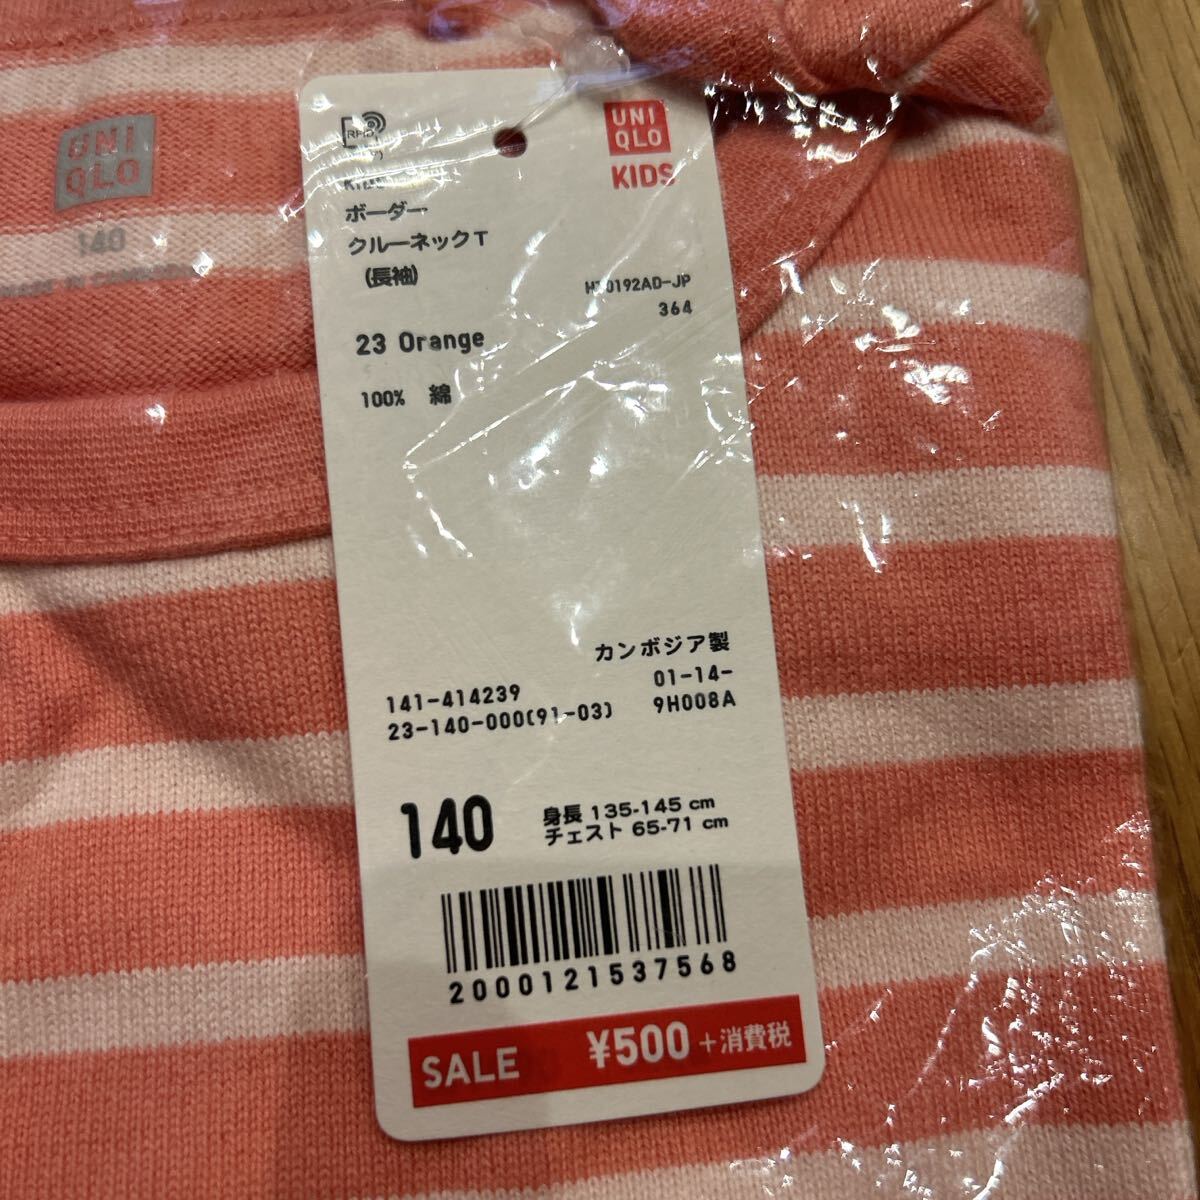 UNI
QLO
140
RFID
UNI
QLO
KIDS
ボーダー
クルーネックT
(長袖)
364
23 Orange
100% 綿
カンボジア製
141-414239
01-14-
23-140-000(91-03)
9H008A
140
身長 135-145 cm
チェスト 65-71 cm
2000121537568
SALE ¥500 +消費税